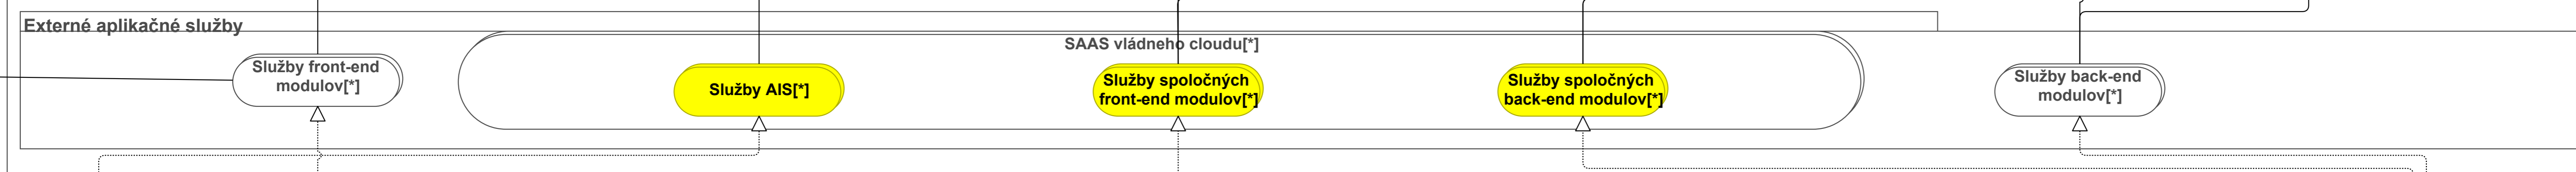 Externé aplikačné služby
SAAS vládneho cloudu[*]
Služby front-end
modulov[*]
Služby AIS[*]
Služby spoločných
front-end modulov[*]
Služby spoločných
back-end modulov[*]
Služby back-end
modulov[*]